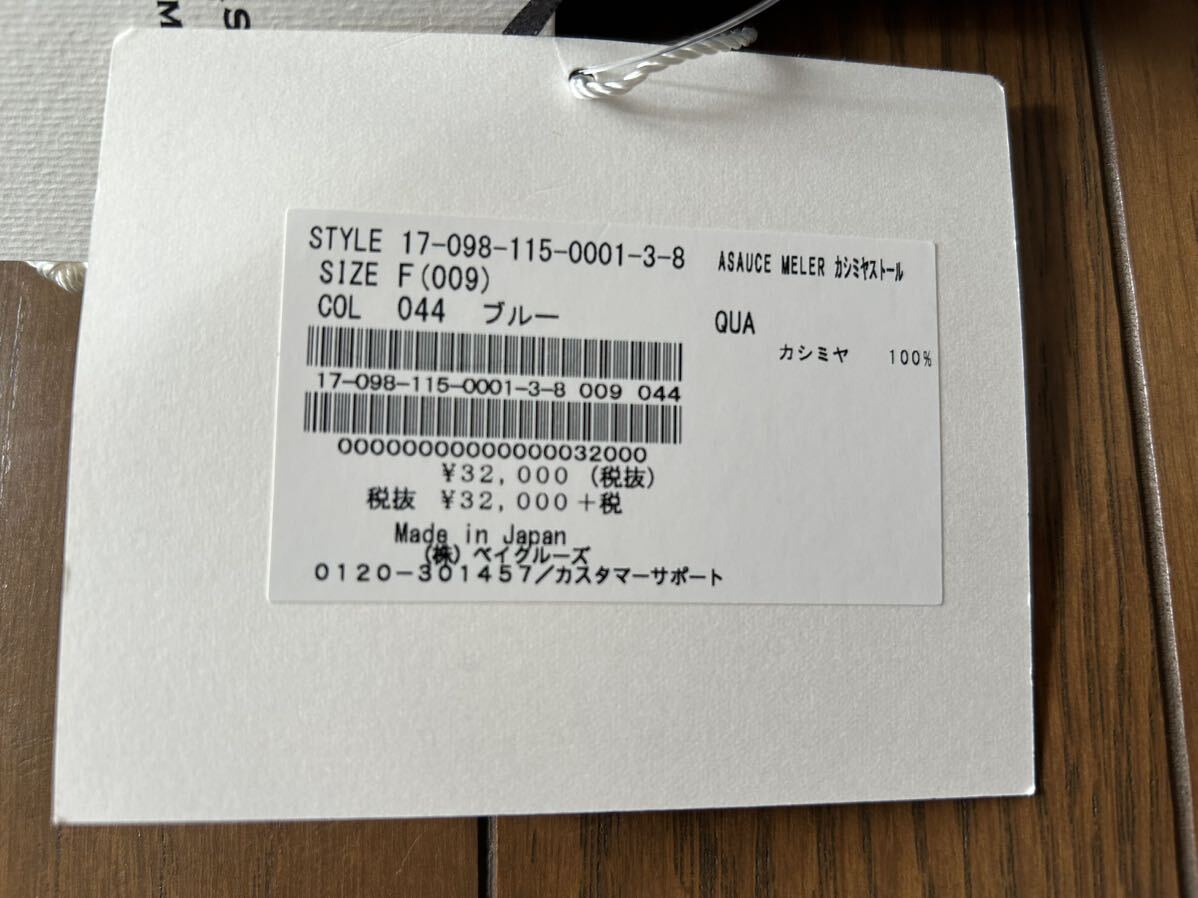 S
M
STYLE 17-098-115-0001-3-8
SIZE F(009)
COL 044 ブルー
17-098-115-0001-3-8 009 044
00000000000000032000
¥32,000 (税抜)
税抜 ¥32,000+税
Made in Japan
(株) ベイクルーズ
0120-301457/カスタマーサポート
ASAUCE MELER カシミヤストール
QUA
カシミヤ 100%